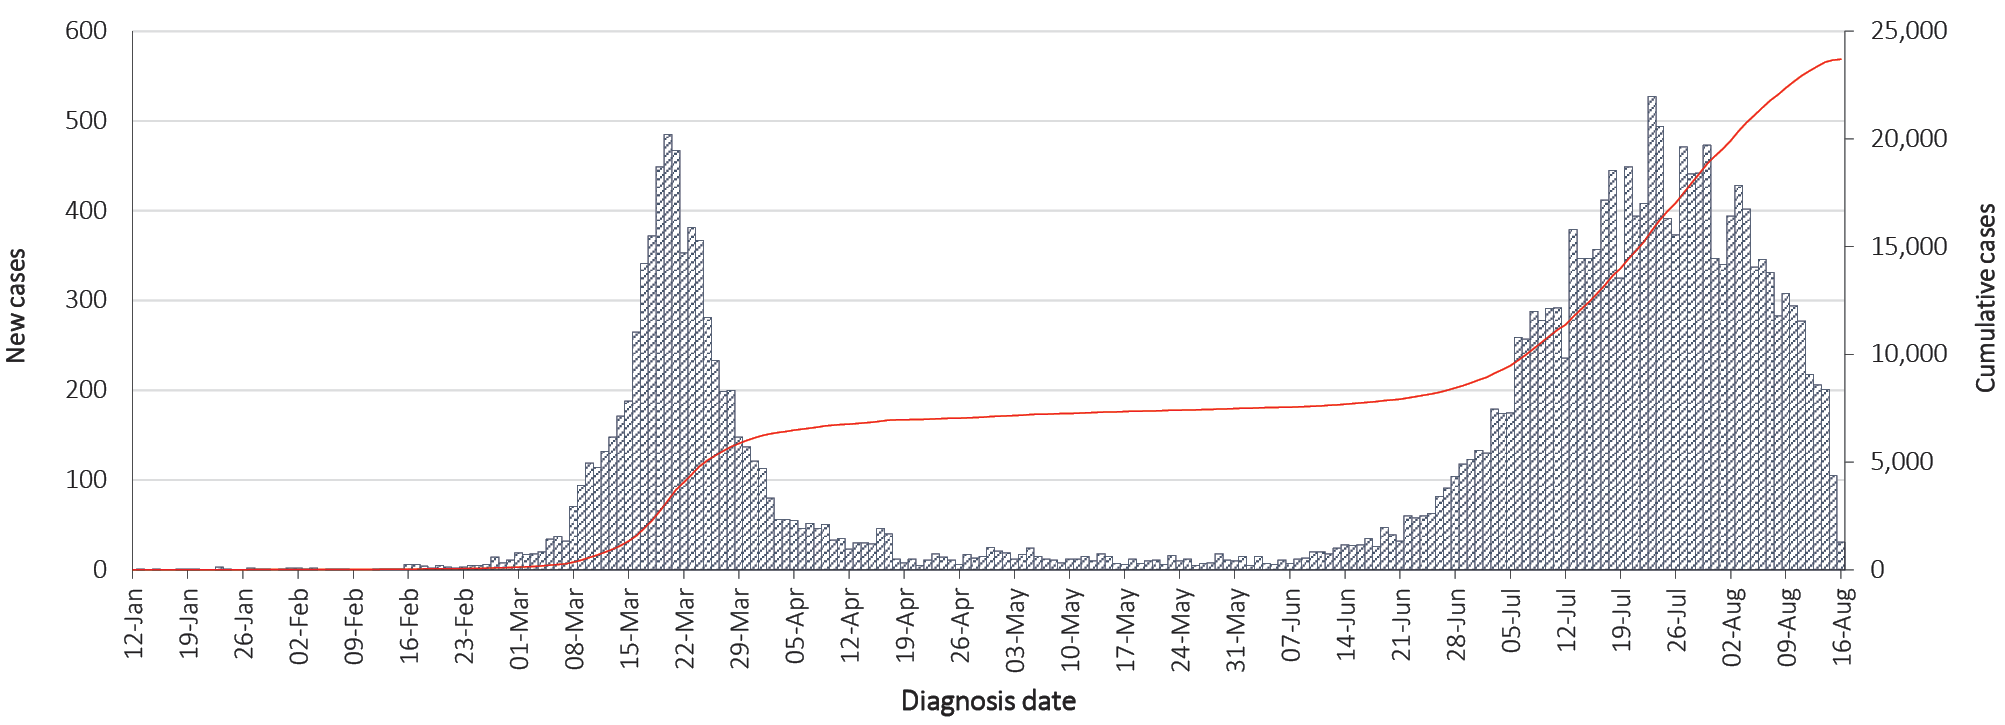 600
500
400
300
200
100
0
New cases
25,000
20,000
15,000
10,000
5,000
0
Cumulative cases
12-Jan
19-Jan
26-Jan
02-Feb
09-Feb
16-Feb
23-Feb
01-Mar
08-Mar
15-Mar
22-Mar
29-Mar
05-Apr
12-Apr
19-Apr
26-Apr
03-May
10-May
17-May
24-May
31-May
07-Jun
14-Jun
21-Jun
28-Jun
05-Jul
12-Jul
19-Jul
26-Jul
02-Aug
09-Aug
16-Aug
Diagnosis date